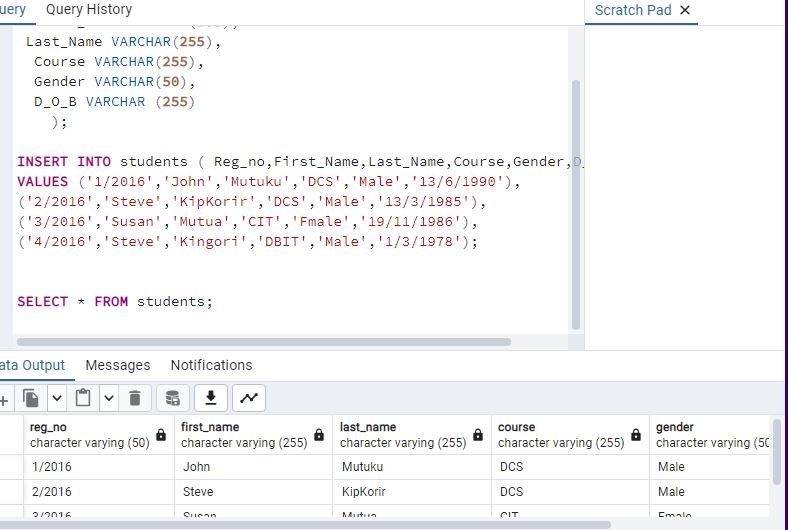 uery Query History
Scratch Pad ×
Last_Name VARCHAR(255),
Course VARCHAR(255),
Gender VARCHAR(50),
D_O_B VARCHAR (255)
);
INSERT INTO students ( Reg_no,First_Name,Last_Name,Course,Gender,D_
VALUES ('1/2016','John','Mutuku','DCS','Male','13/6/1990'),
('2/2016','Steve','KipKorir','DCS','Male','13/3/1985'),
('3/2016','Susan','Mutua','CIT','Fmale','19/11/1986'),
('4/2016','Steve','Kingori','DBIT','Male','1/3/1978');
SELECT * FROM students;
ata Output Messages Notifications
reg_no first_name last_name course gender
character varying (50) character varying (255) character varying (255) character varying (255) character varying (50
1/2016 John Mutuku DCS Male
2/2016 Steve KipKorir DCS Male
3/2016 Susan Mutua CIT Fmale